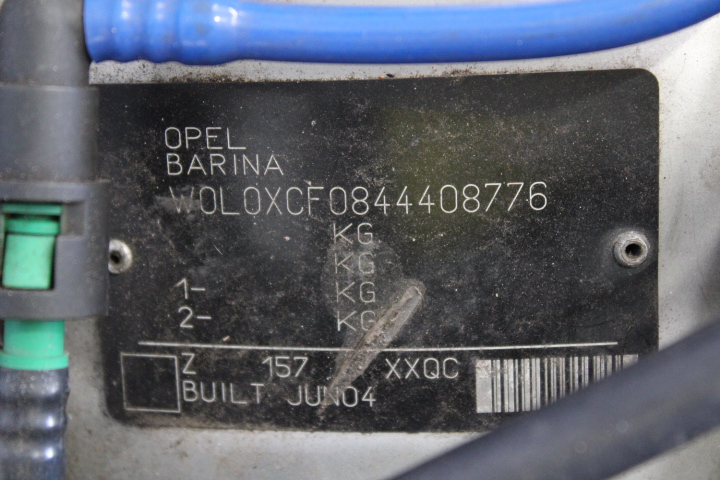 OPEL
BARINA
W0L0XCF0844408776
KG
KG
1- KG
2- KG
Z 157 XXQC
BUILT JUN04